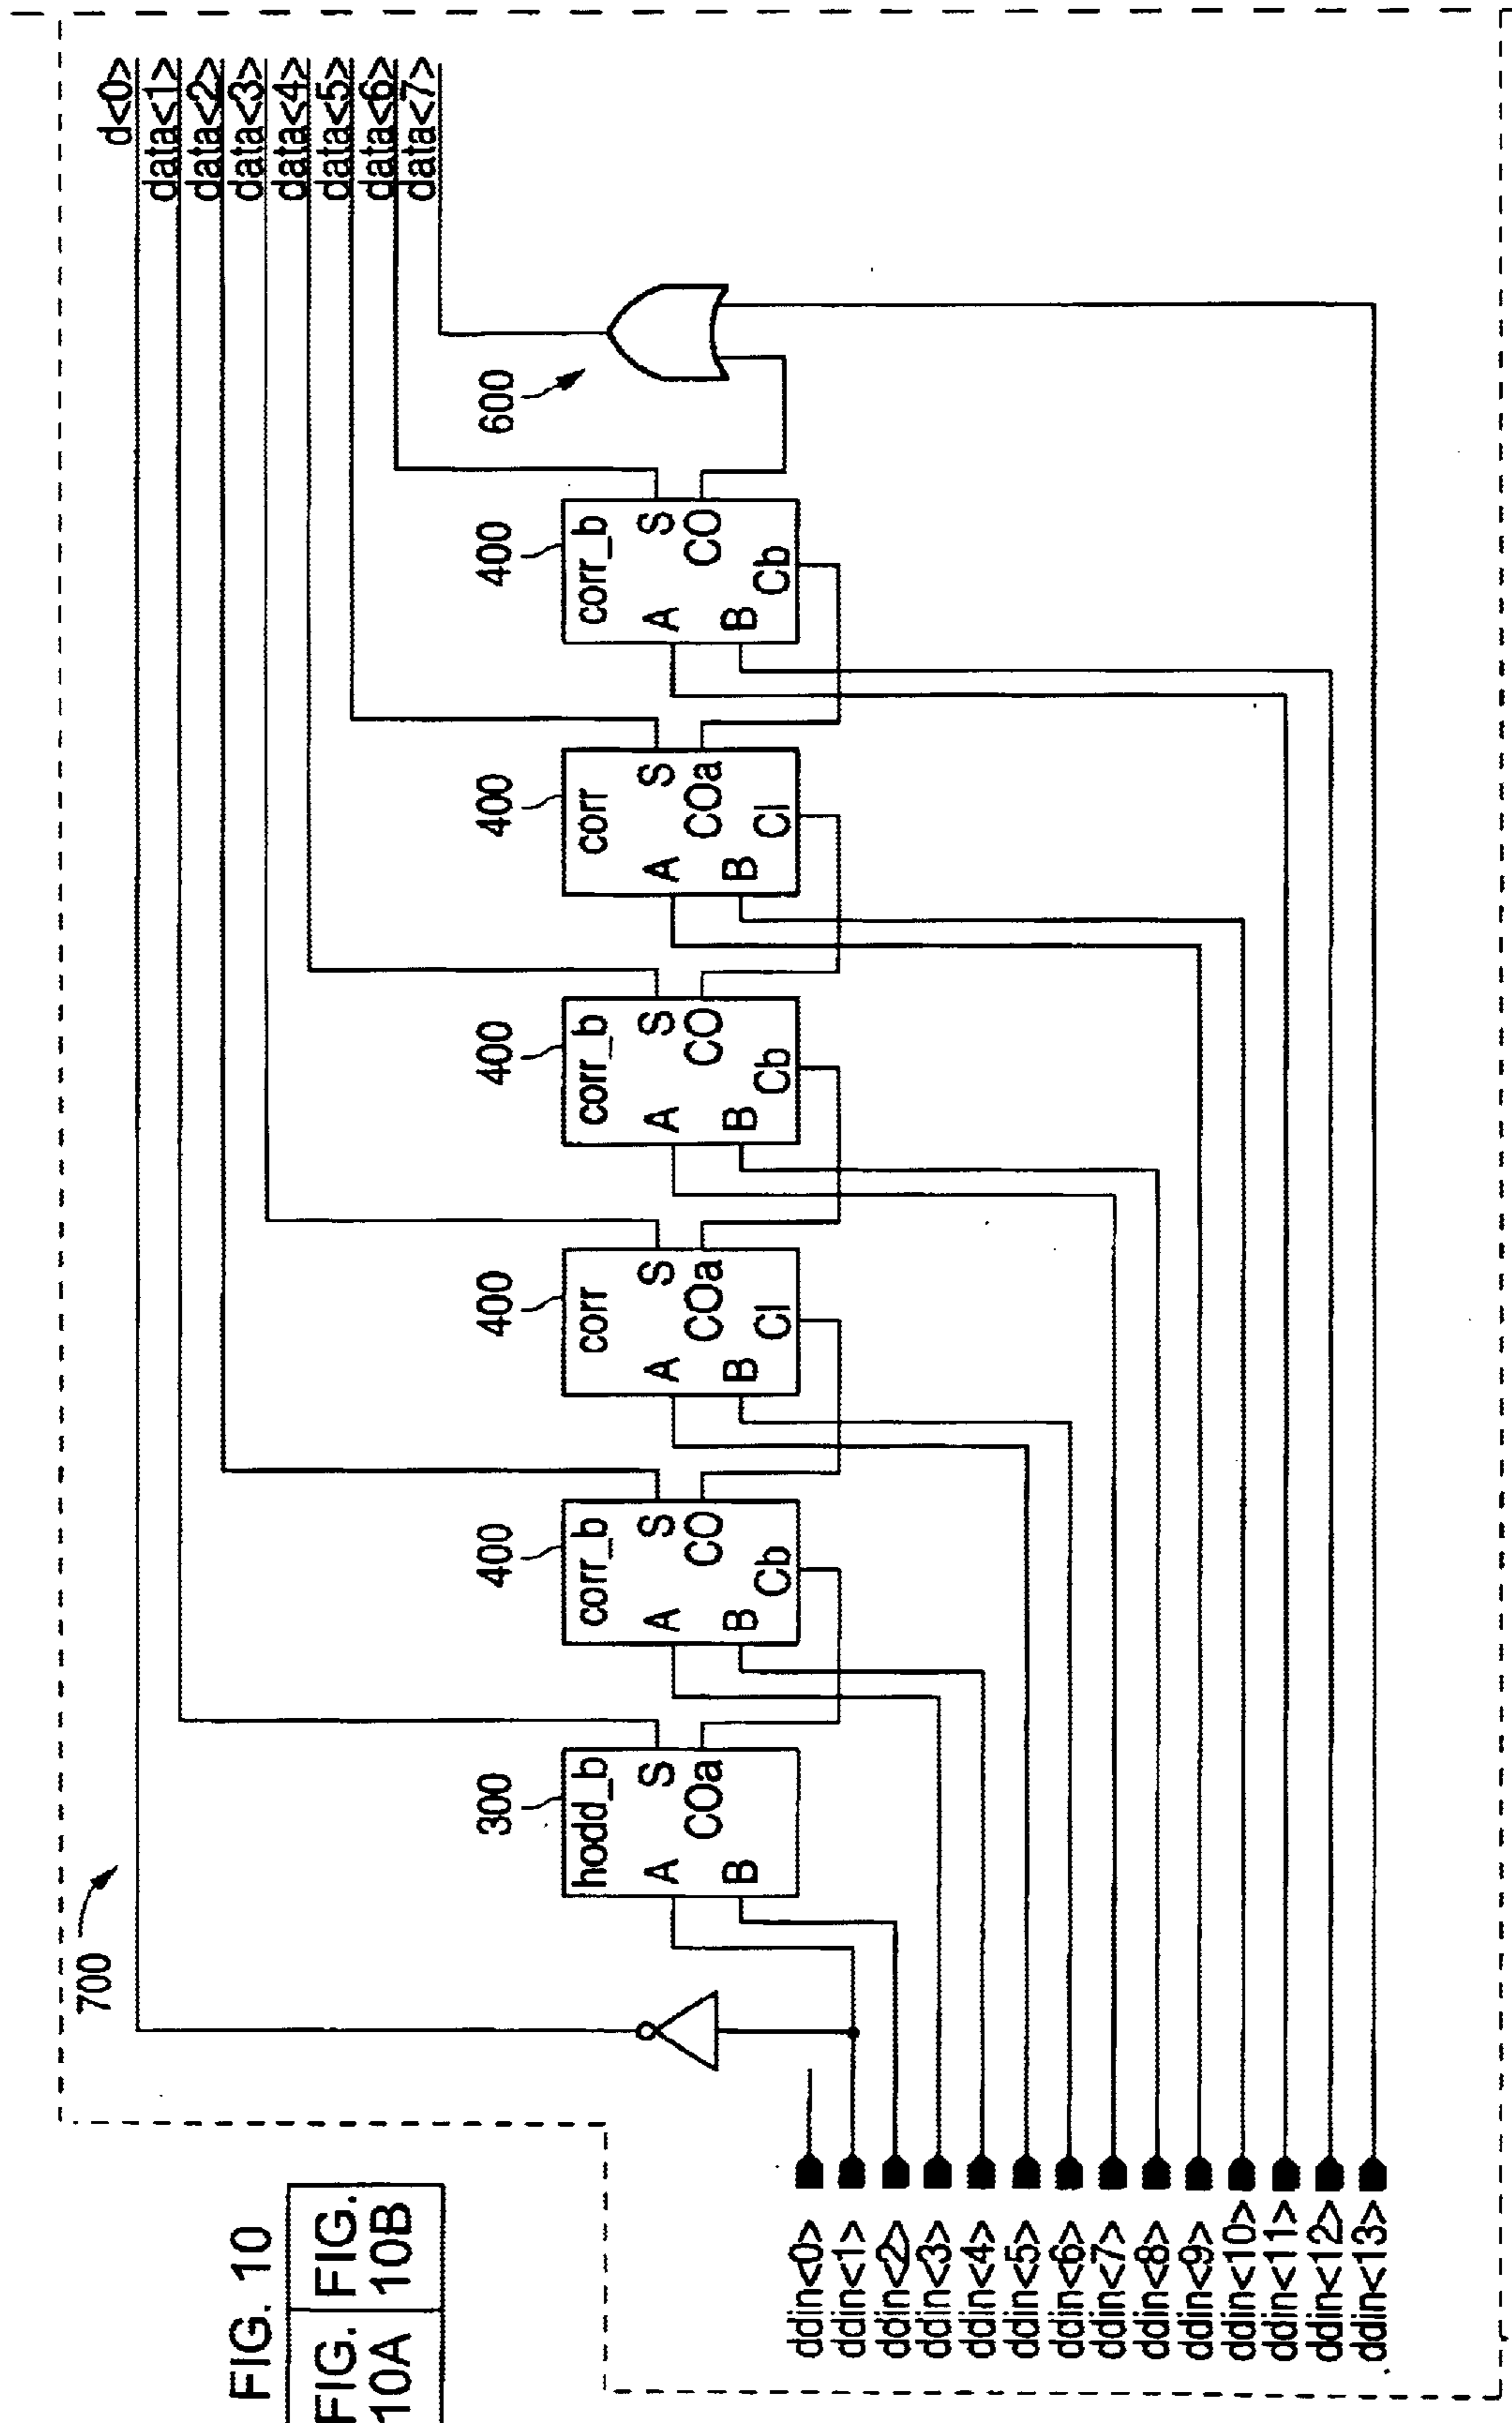 FIG. 10
FIG. 10A
FIG. 10B
700
d<0>
data<1>
data<2>
data<3>
data<4>
data<5>
data<6>
data<7>
300
hodd_b
A
B
S
COa
400
corr_b
A
B
S
CO
Cb
400
corr
A
B
S
COa
CI
400
corr_b
A
B
S
CO
Cb
400
corr
A
B
S
COa
CI
400
corr_b
A
B
S
CO
Cb
600
ddin<0>
ddin<1>
ddin<2>
ddin<3>
ddin<4>
ddin<5>
ddin<6>
ddin<7>
ddin<8>
ddin<9>
ddin<10>
ddin<11>
ddin<12>
ddin<13>